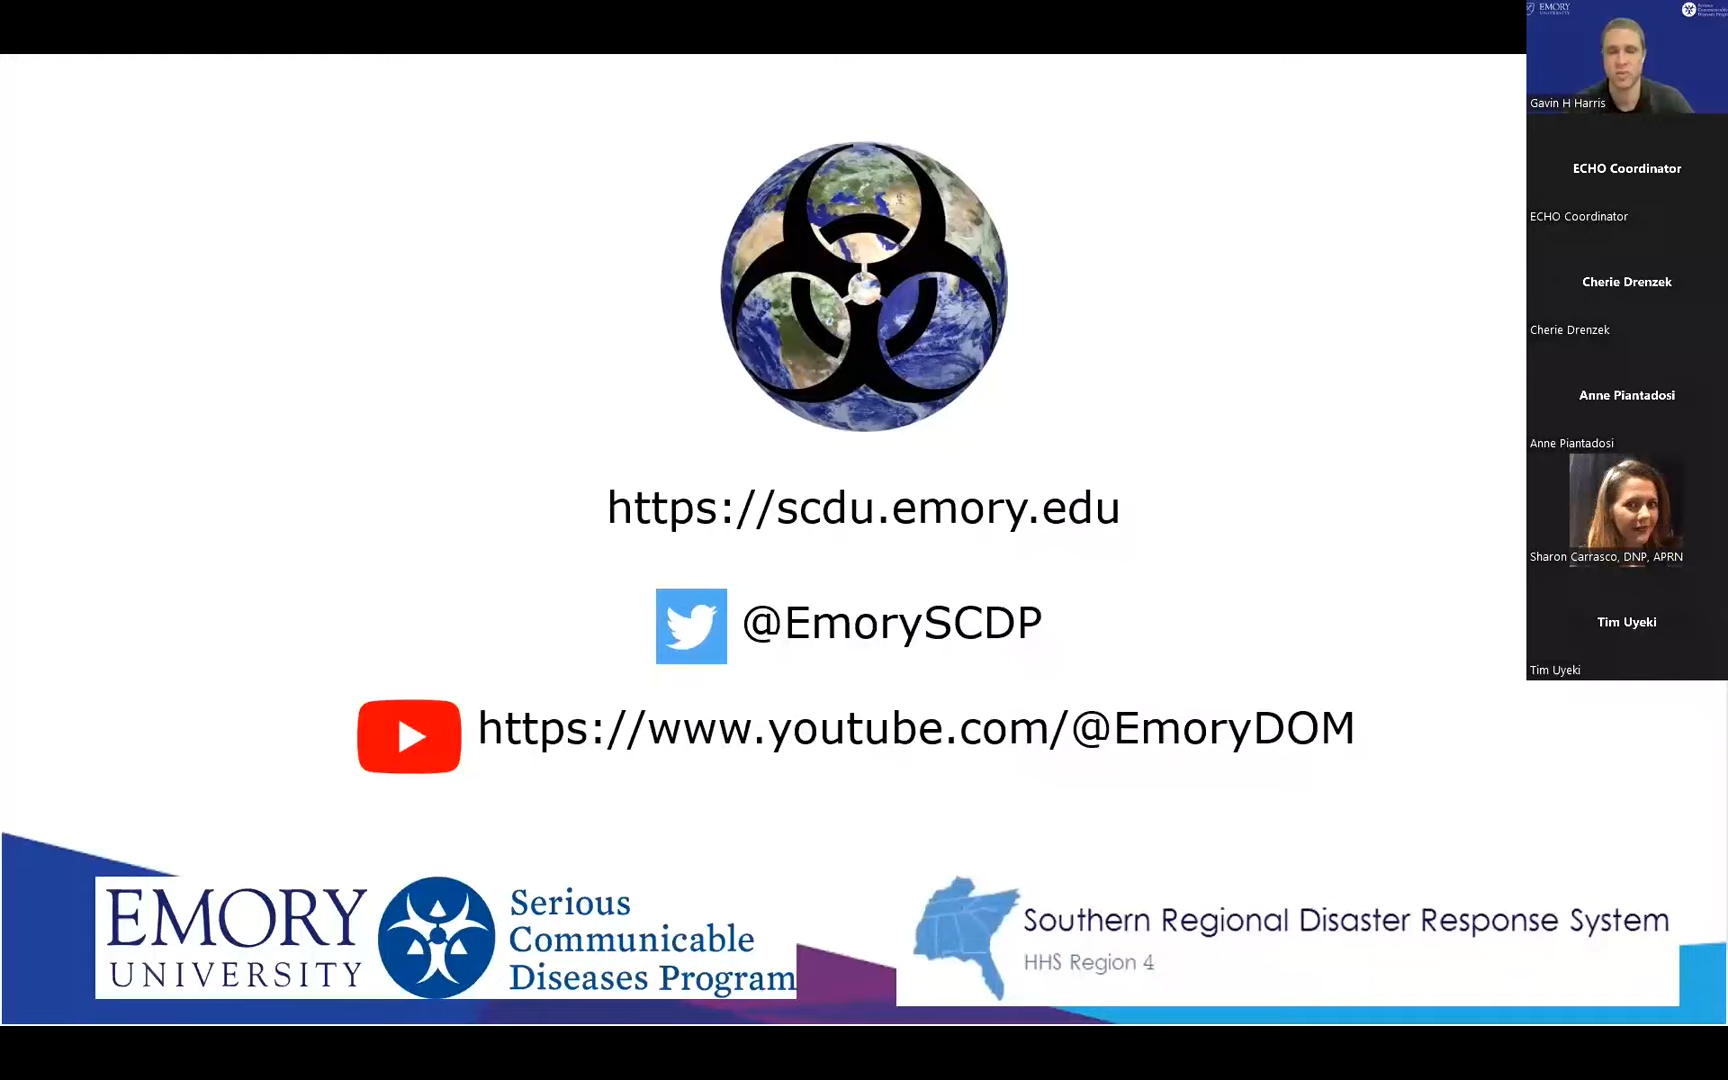 EMORY
UNIVERSITY
Gavin H Harris
ECHO Coordinator
ECHO Coordinator
Cherie Drenzek
Cherie Drenzek
Anne Piantadosi
Anne Piantadosi
Sharon Carrasco, DNP, APRN
Tim Uyeki
Tim Uyeki
https://scdu.emory.edu
@EmorySCDP
https://www.youtube.com/@EmoryDOM
EMORY
UNIVERSITY
Serious
Communicable
Diseases Program
Southern Regional Disaster Response System
HHS Region 4